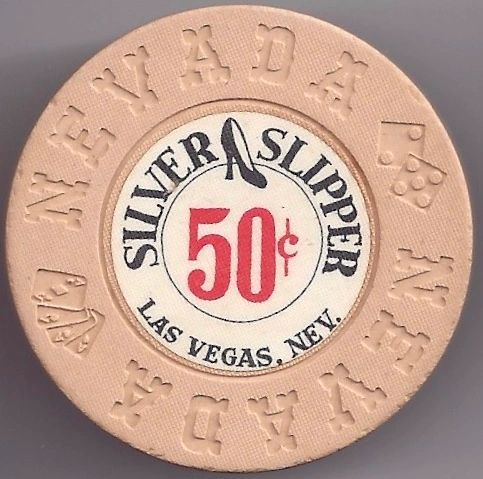 NEVADA
NEVADA
SILVER SLIPPER
50¢
LAS VEGAS, NEV.